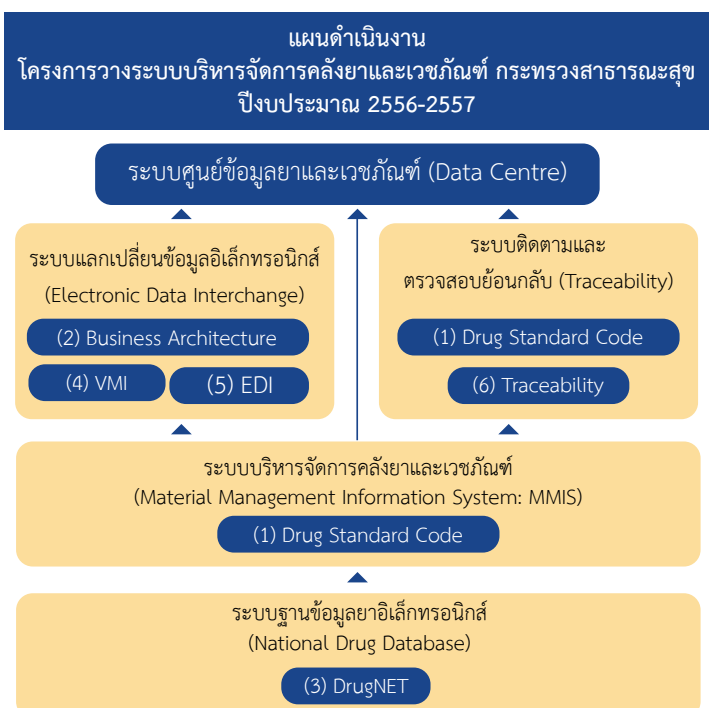 แผนดำเนินงาน
โครงการวางระบบบริหารจัดการคลังยาและเวชภัณฑ์ กระทรวงสาธารณะสุข
ปีงบประมาณ 2556-2557
ระบบศูนย์ข้อมูลยาและเวชภัณฑ์ (Data Centre)
ระบบแลกเปลี่ยนข้อมูลอิเล็กทรอนิกส์
(Electronic Data Interchange)
(2) Business Architecture
(4) VMI
(5) EDI
ระบบติดตามและ
ตรวจสอบย้อนกลับ (Traceability)
(1) Drug Standard Code
(6) Traceability
ระบบบริหารจัดการคลังยาและเวชภัณฑ์
(Material Management Information System: MMIS)
(1) Drug Standard Code
ระบบฐานข้อมูลยาอิเล็กทรอนิกส์
(National Drug Database)
(3) DrugNET